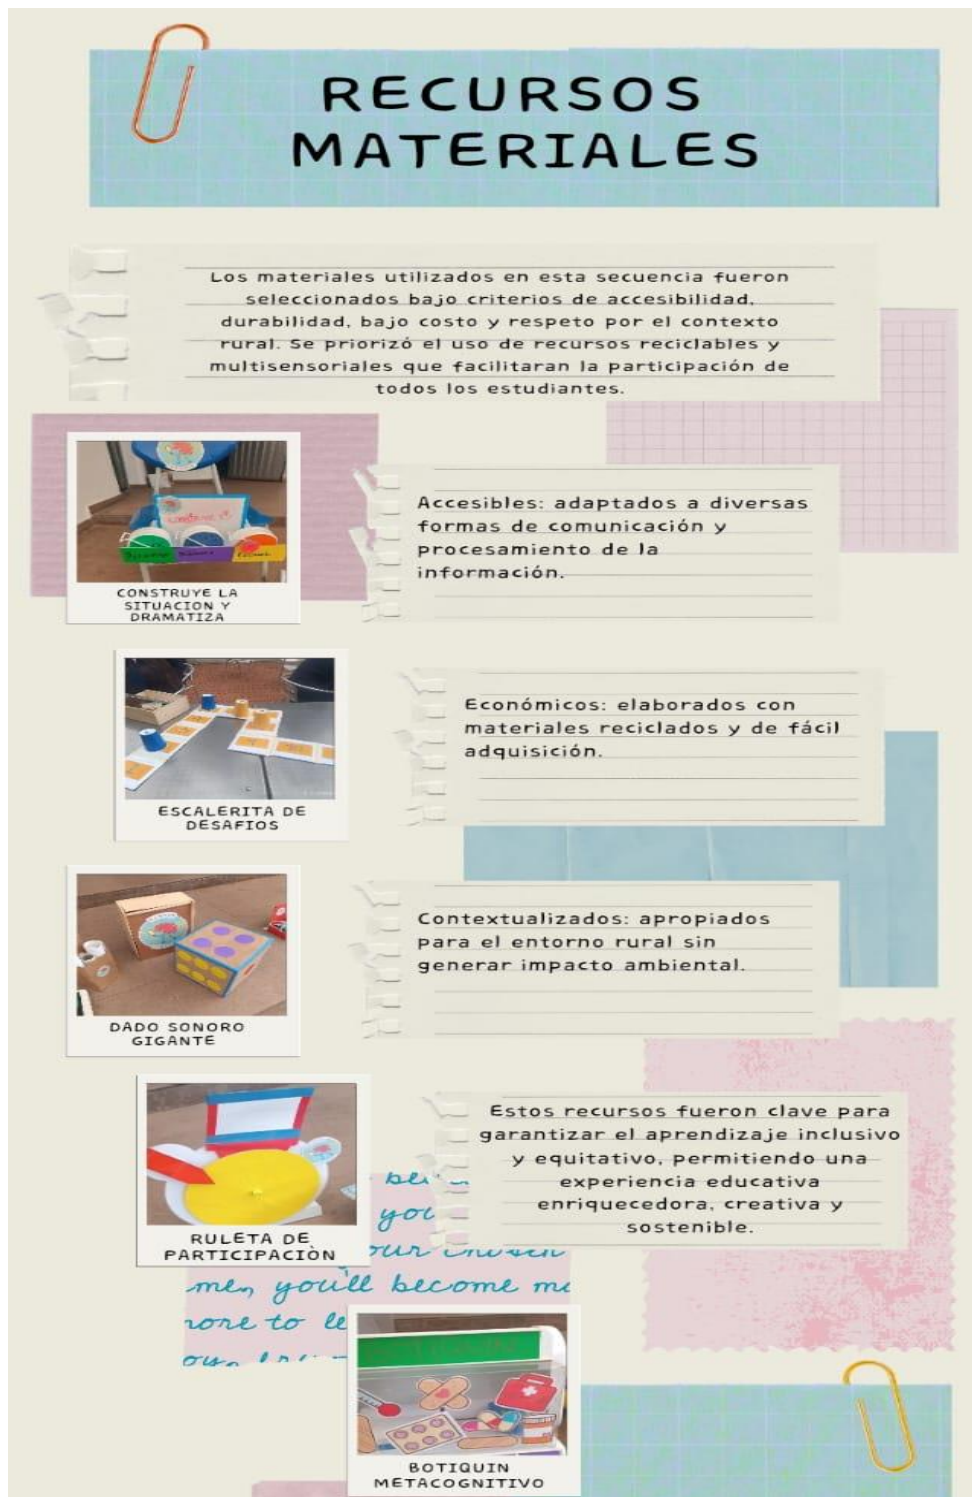 RECURSOS
MATERIALES
Los materiales utilizados en esta secuencia fueron
seleccionados bajo criterios de accesibilidad,
durabilidad, bajo costo y respeto por el contexto
rural. Se priorizó el uso de recursos reciclables y
multisensoriales que facilitaran la participación de
todos los estudiantes.
CONSTRUYE LA
SITUACION Y
DRAMATIZA
Accesibles: adaptados a diversas
formas de comunicación y
procesamiento de la
información.
ESCALERITA DE
DESAFIOS
Económicos: elaborados con
materiales reciclados y de fácil
adquisición.
DADO SONORO
GIGANTE
Contextualizados: apropiados
para el entorno rural sin
generar impacto ambiental.
RULETA DE
PARTICIPACIÒN
Estos recursos fueron clave para
garantizar el aprendizaje inclusivo
y equitativo, permitiendo una
experiencia educativa
enriquecedora, creativa y
sostenible.
you'll become
more to
BOTIQUIN
METACOGNITIVO